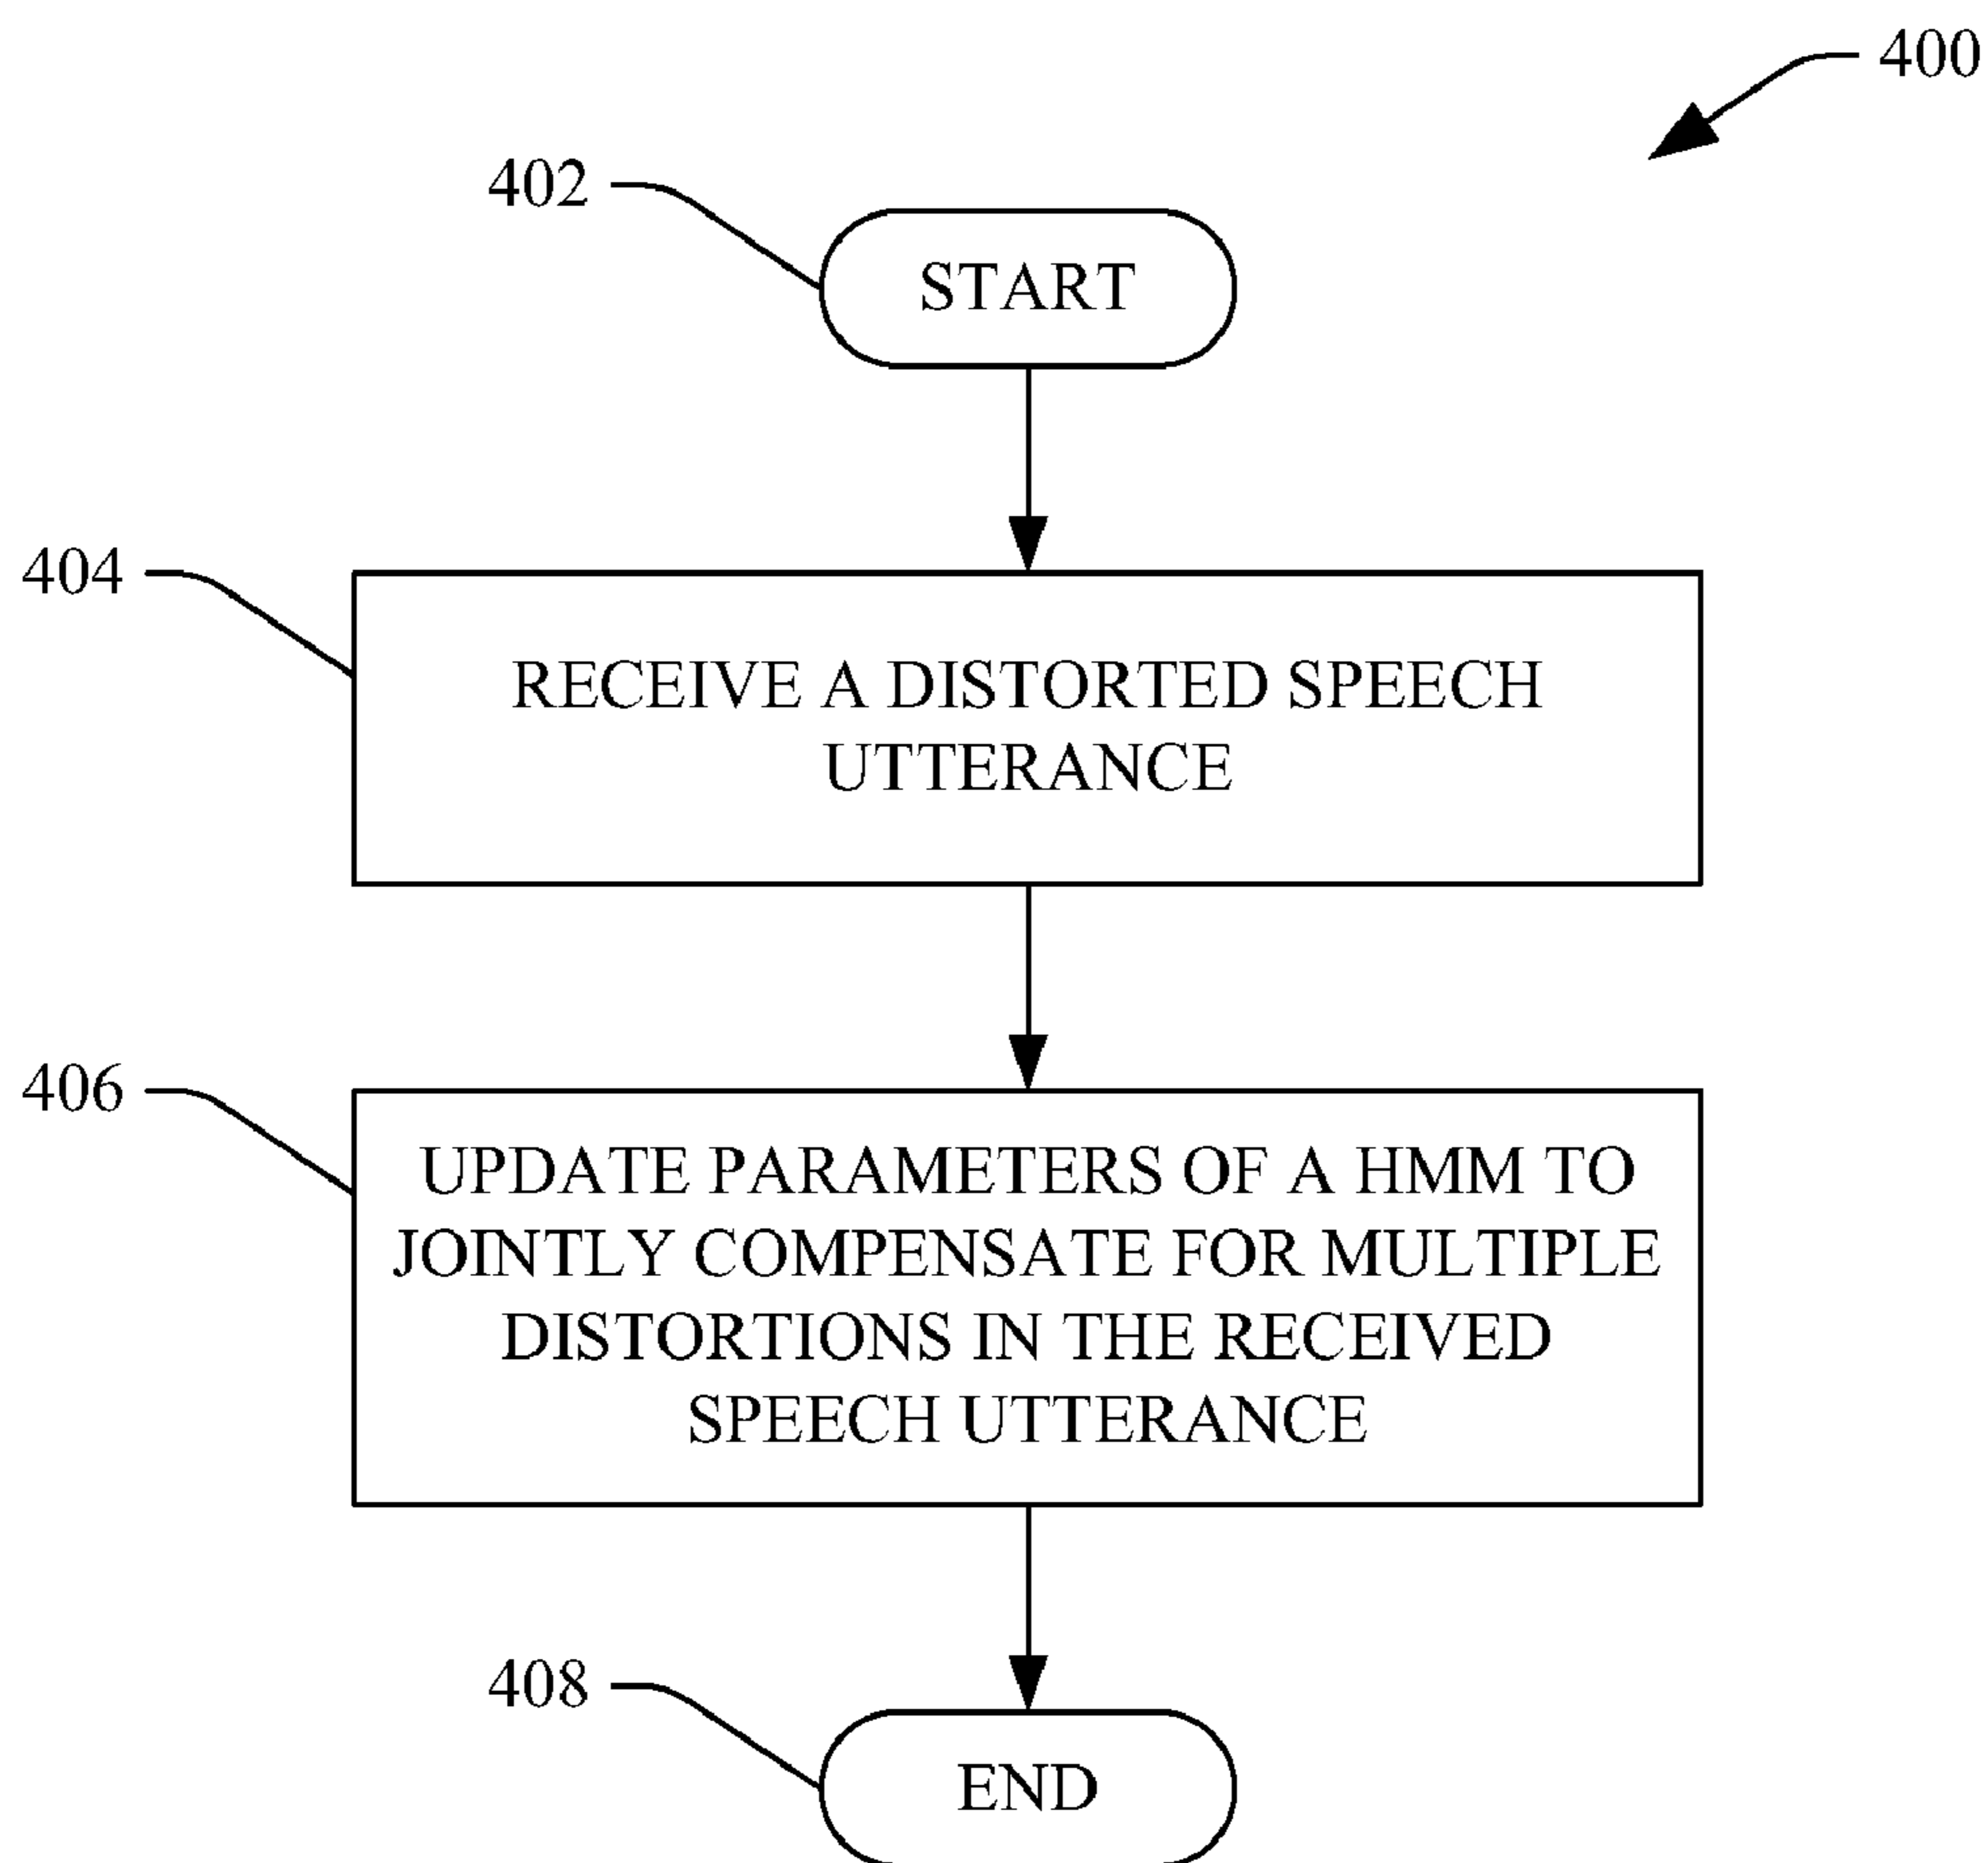 400
402
START
404
RECEIVE A DISTORTED SPEECH
UTTERANCE
406
UPDATE PARAMETERS OF A HMM TO
JOINTLY COMPENSATE FOR MULTIPLE
DISTORTIONS IN THE RECEIVED
SPEECH UTTERANCE
408
END